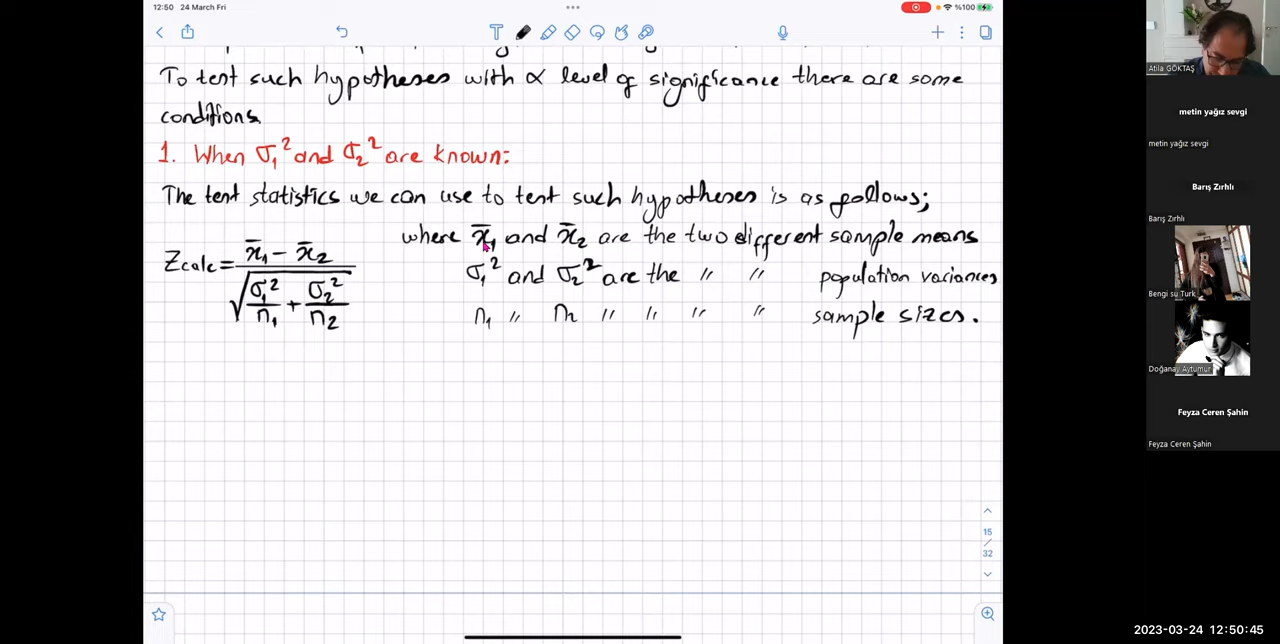 12:50 24 March Fri
%100
Atila GÖKTAŞ
To test such hypotheses with α level of significance there are some
conditions.
metin yağız sevgi
metin yağız sevgi
1. When σ₁² and σ₂² are known:
The test statistics we can use to test such hypotheses is as follows;
Barış Zırhlı
Barış Zırhlı
Zcalc = (x̄₁ - x̄₂) / √(σ₁²/n₁ + σ₂²/n₂)
where x̄₁ and x̄₂ are the two different sample means
σ₁² and σ₂² are the " " population variances
n₁ " n₂ " " " " sample sizes.
Bengi su Turk
Doğanay Aytumur
Feyza Ceren Şahin
Feyza Ceren Şahin
15
32
2023-03-24 12:50:45